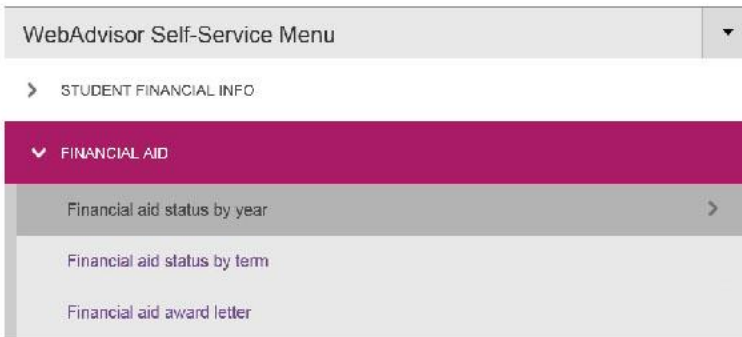 WebAdvisor Self-Service Menu
STUDENT FINANCIAL INFO
FINANCIAL AID
Financial aid status by year
Financial aid status by term
Financial aid award letter